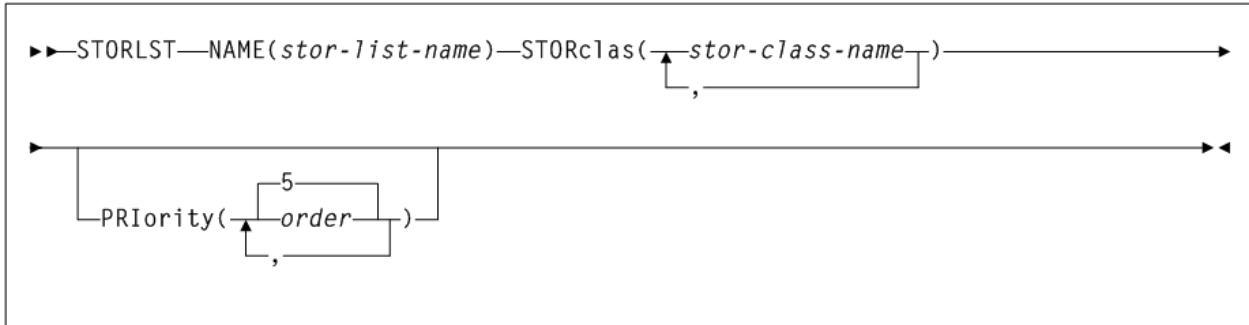 STORLST NAME(stor-list-name) STORclas( stor-class-name )
,
5
PRIority( order )
,